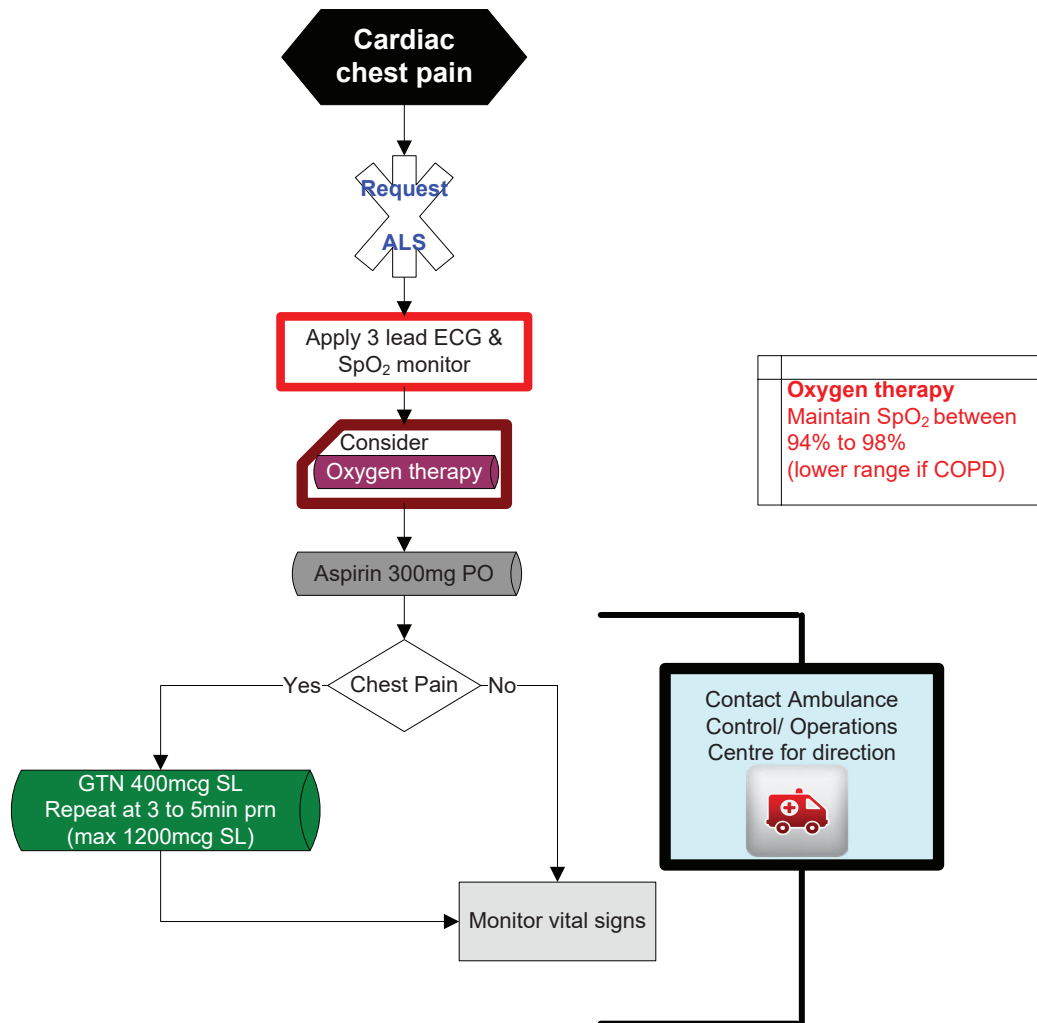 Cardiac
chest pain
Request
ALS
Apply 3 lead ECG &
SpO₂ monitor
Oxygen therapy
Maintain SpO₂ between
94% to 98%
(lower range if COPD)
Consider
Oxygen therapy
Aspirin 300mg PO
Yes
Chest Pain
No
Contact Ambulance
Control/ Operations
Centre for direction
GTN 400mcg SL
Repeat at 3 to 5min prn
(max 1200mcg SL)
Monitor vital signs